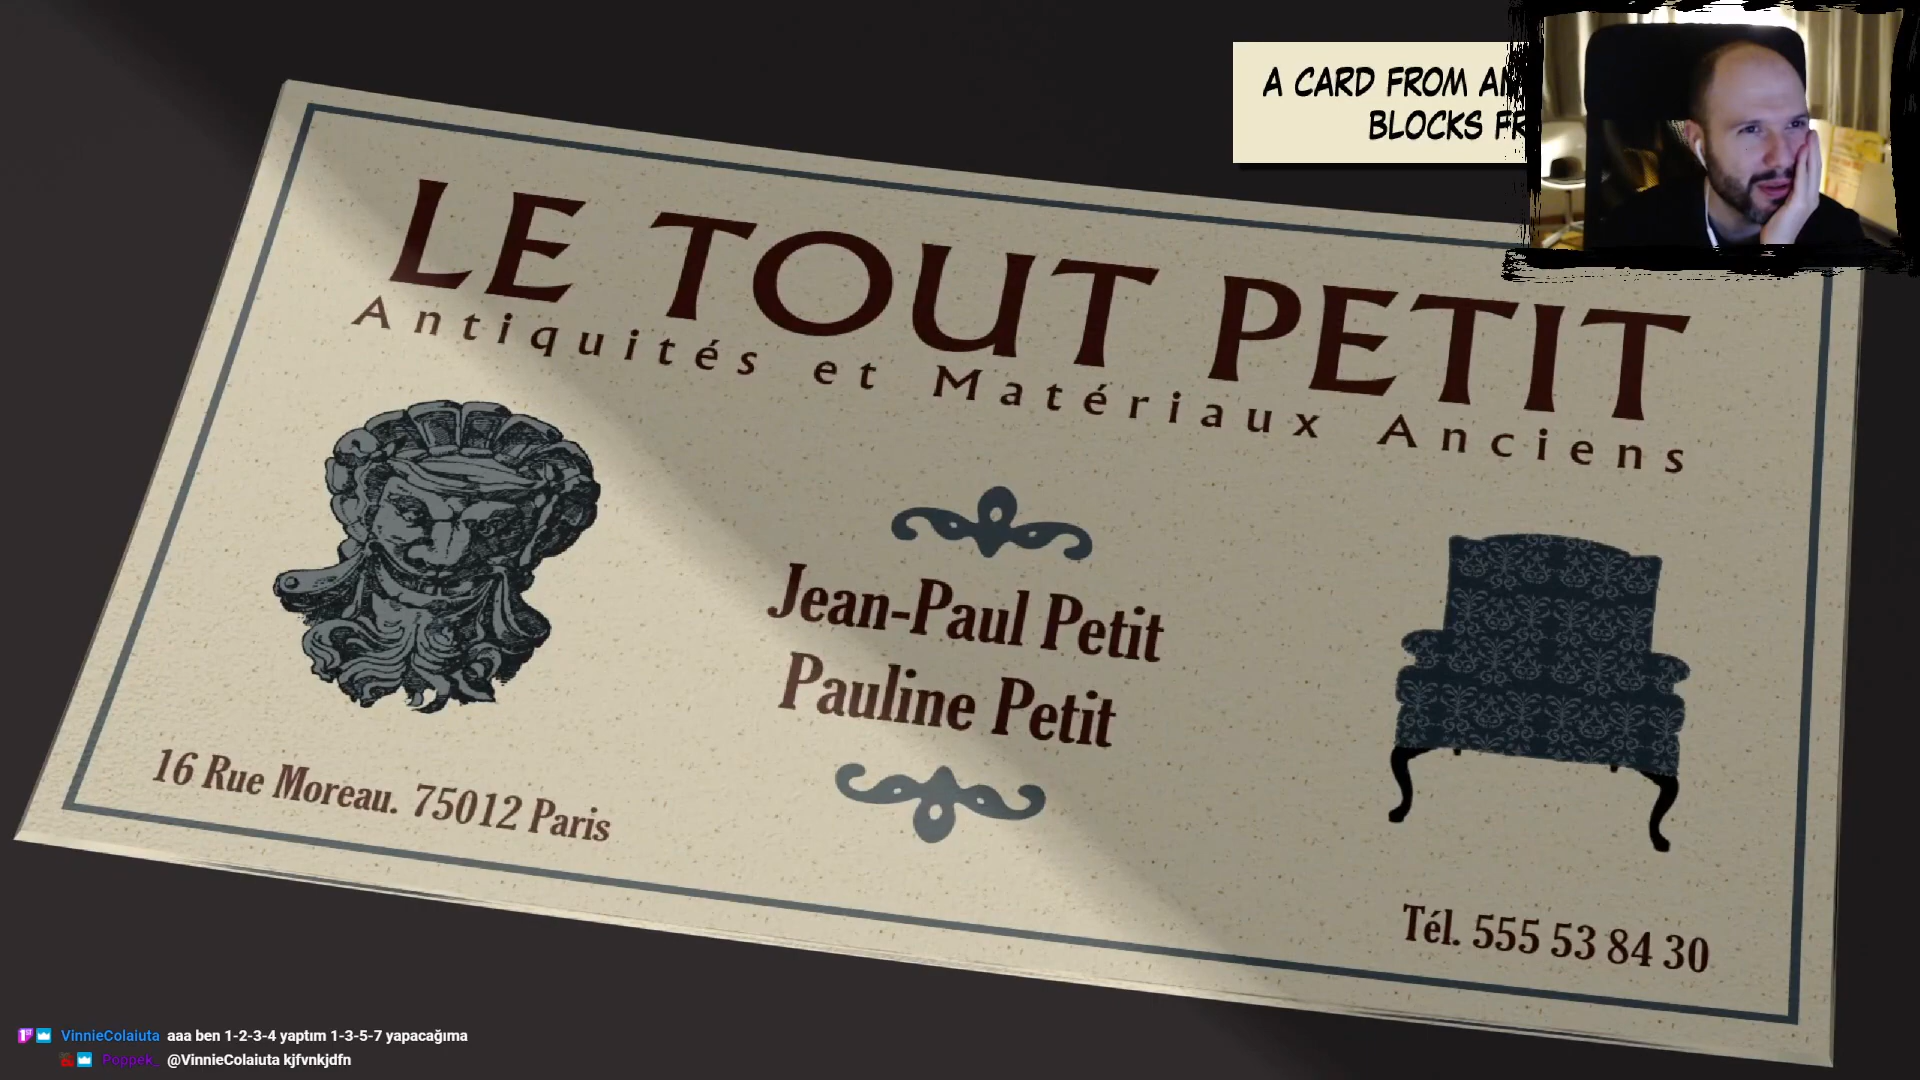 A CARD FROM
BLOCKS
LE TOUT PETIT
Antiquités et Matériaux Anciens
Jean-Paul Petit
Pauline Petit
16 Rue Moreau. 75012 Paris
Tél. 555 53 84 30
VinnieColaiuta aaa ben 1-2-3-4 yaptım 1-3-5-7 yapacağıma
Poppek_ @VinnieColaiuta kjfvnkjdfn